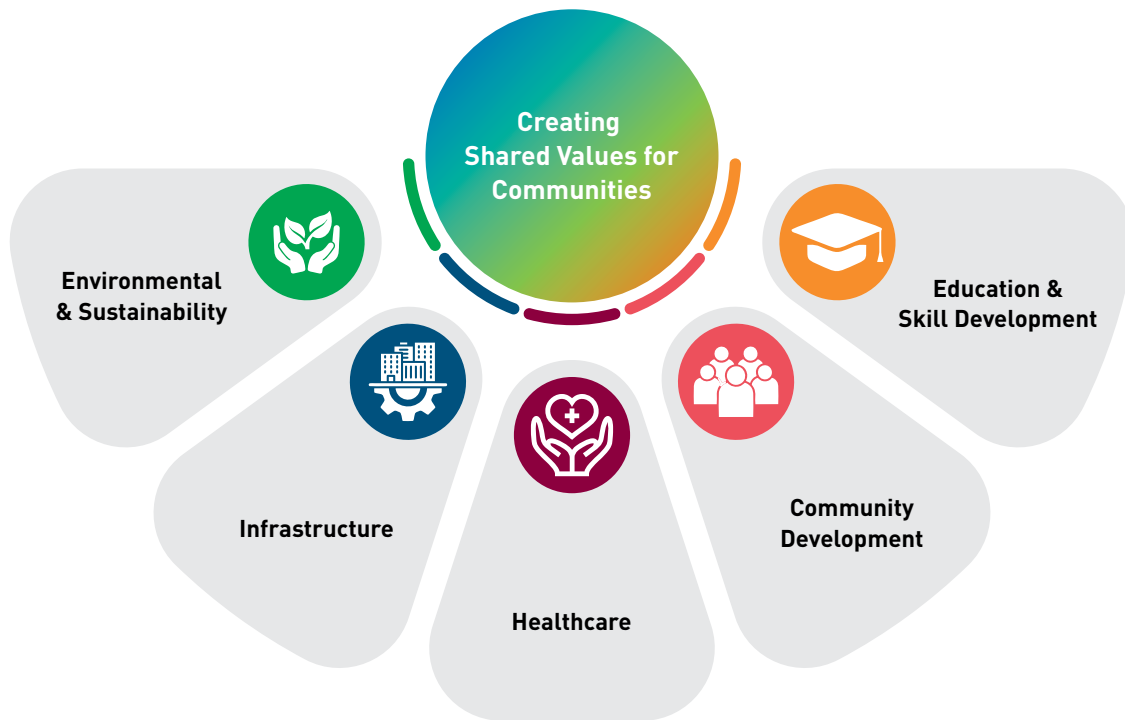 Creating
Shared Values for
Communities
Environmental
& Sustainability
Infrastructure
Healthcare
Community
Development
Education &
Skill Development